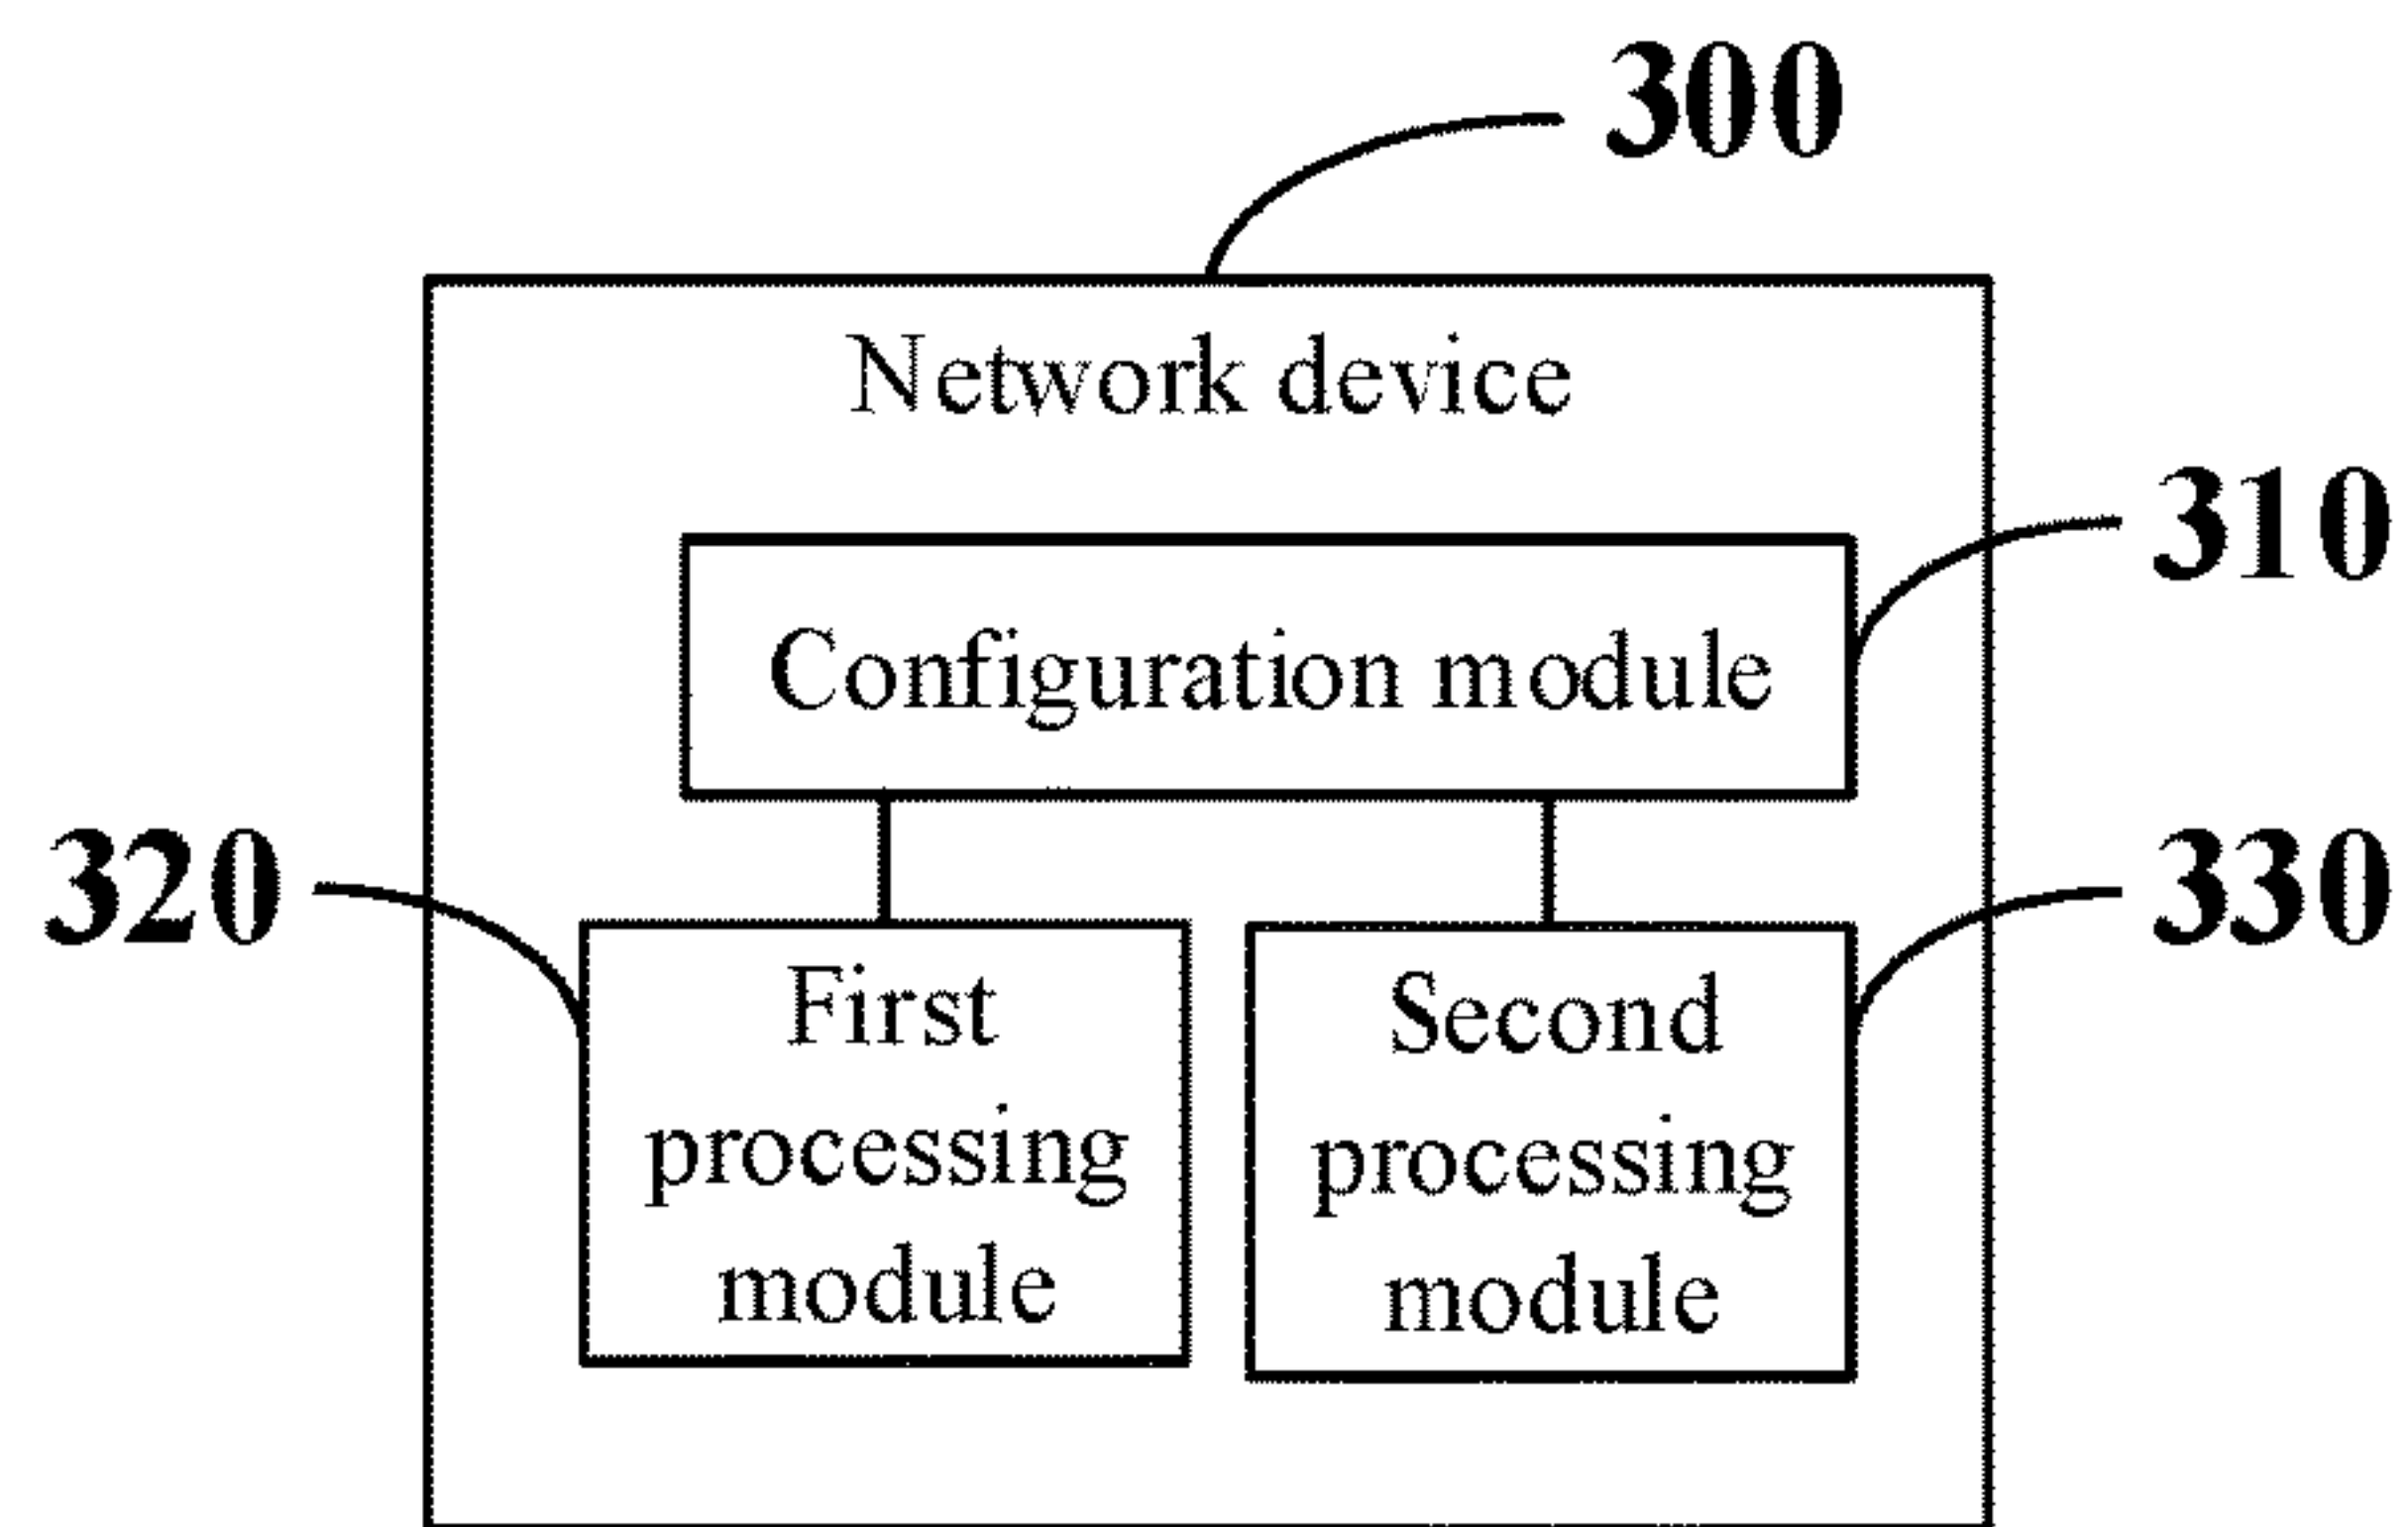 300
Network device
310
Configuration module
320
330
First
processing
module
Second
processing
module